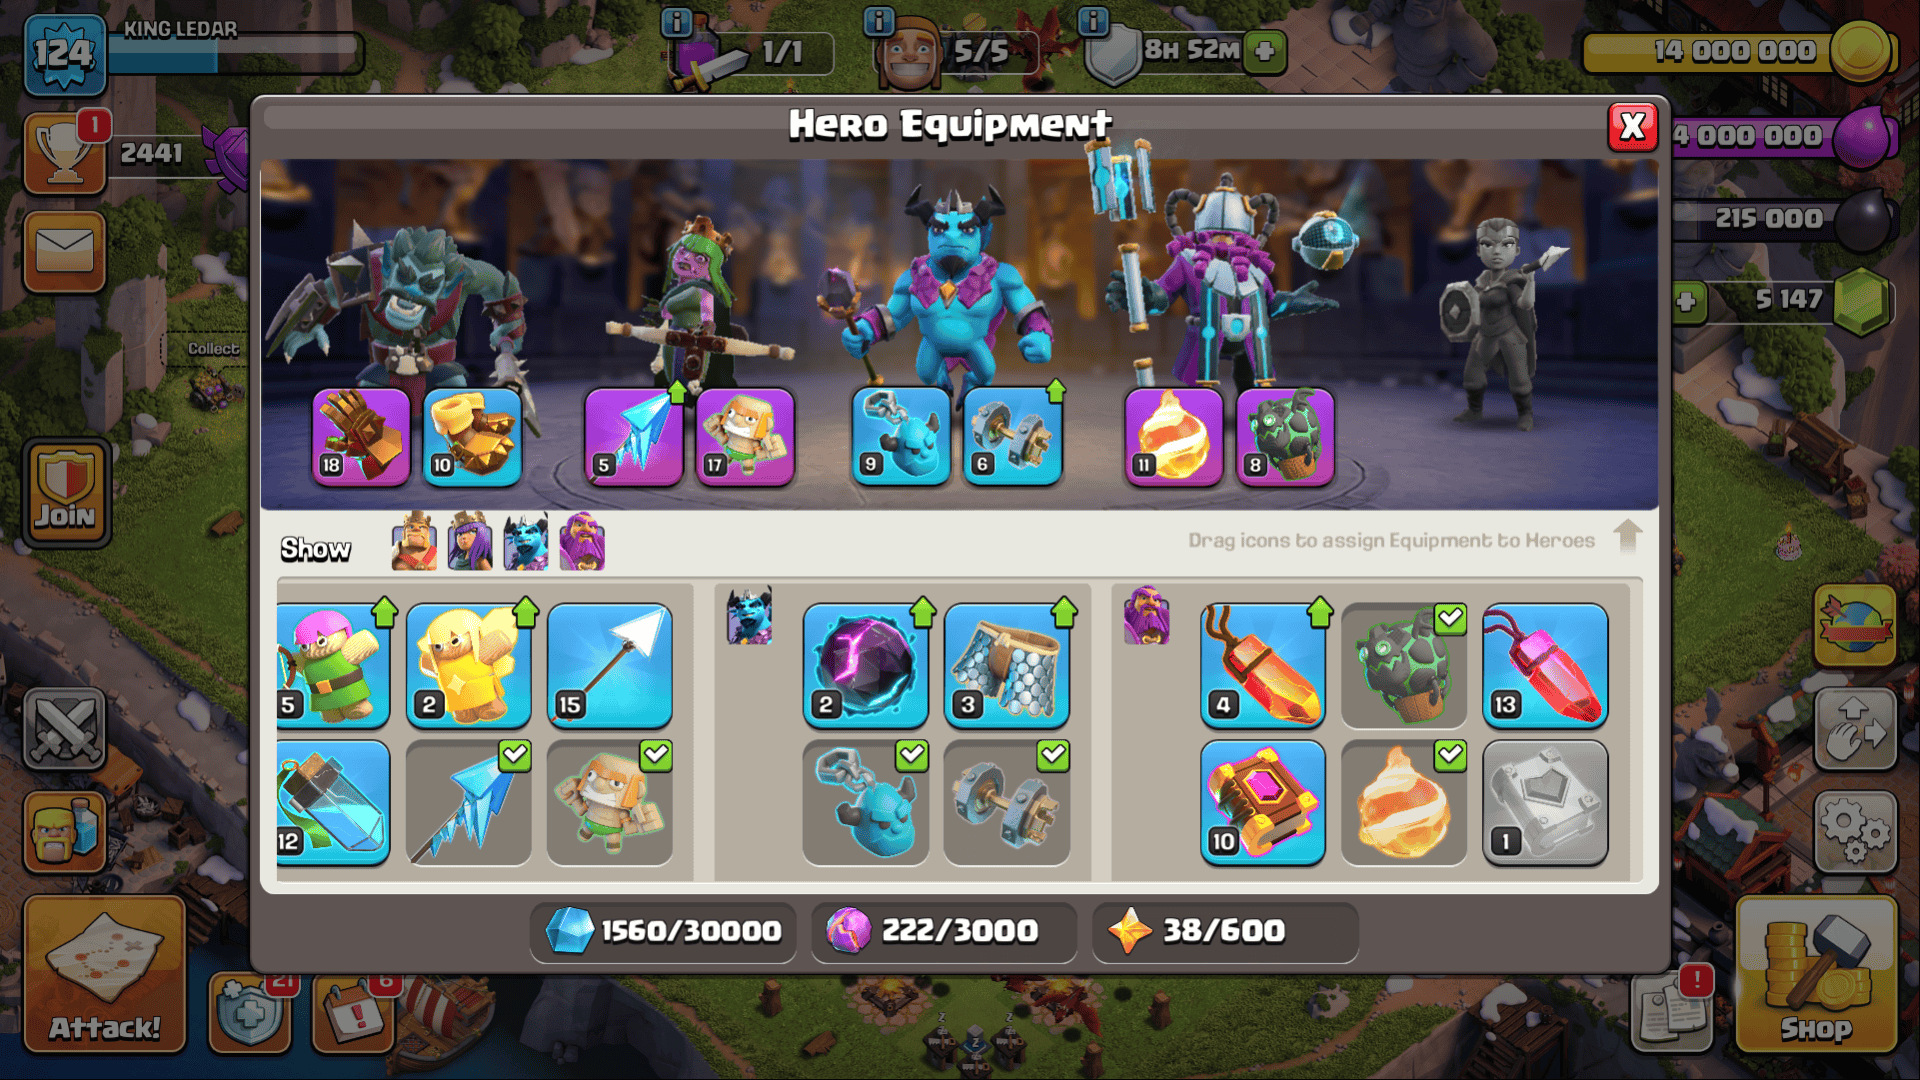 124
KING LEDAR
1/1
5/5
8H 52M
14 000 000
1
2441
Hero Equipment
X
4 000 000
215 000
5 147
Collect
Join
18
10
5
17
9
6
11
8
Show
Drag icons to assign Equipment to Heroes
5
2
15
2
3
4
13
12
10
1
1560/30000
222/3000
38/600
Attack!
21
6
!
Shop